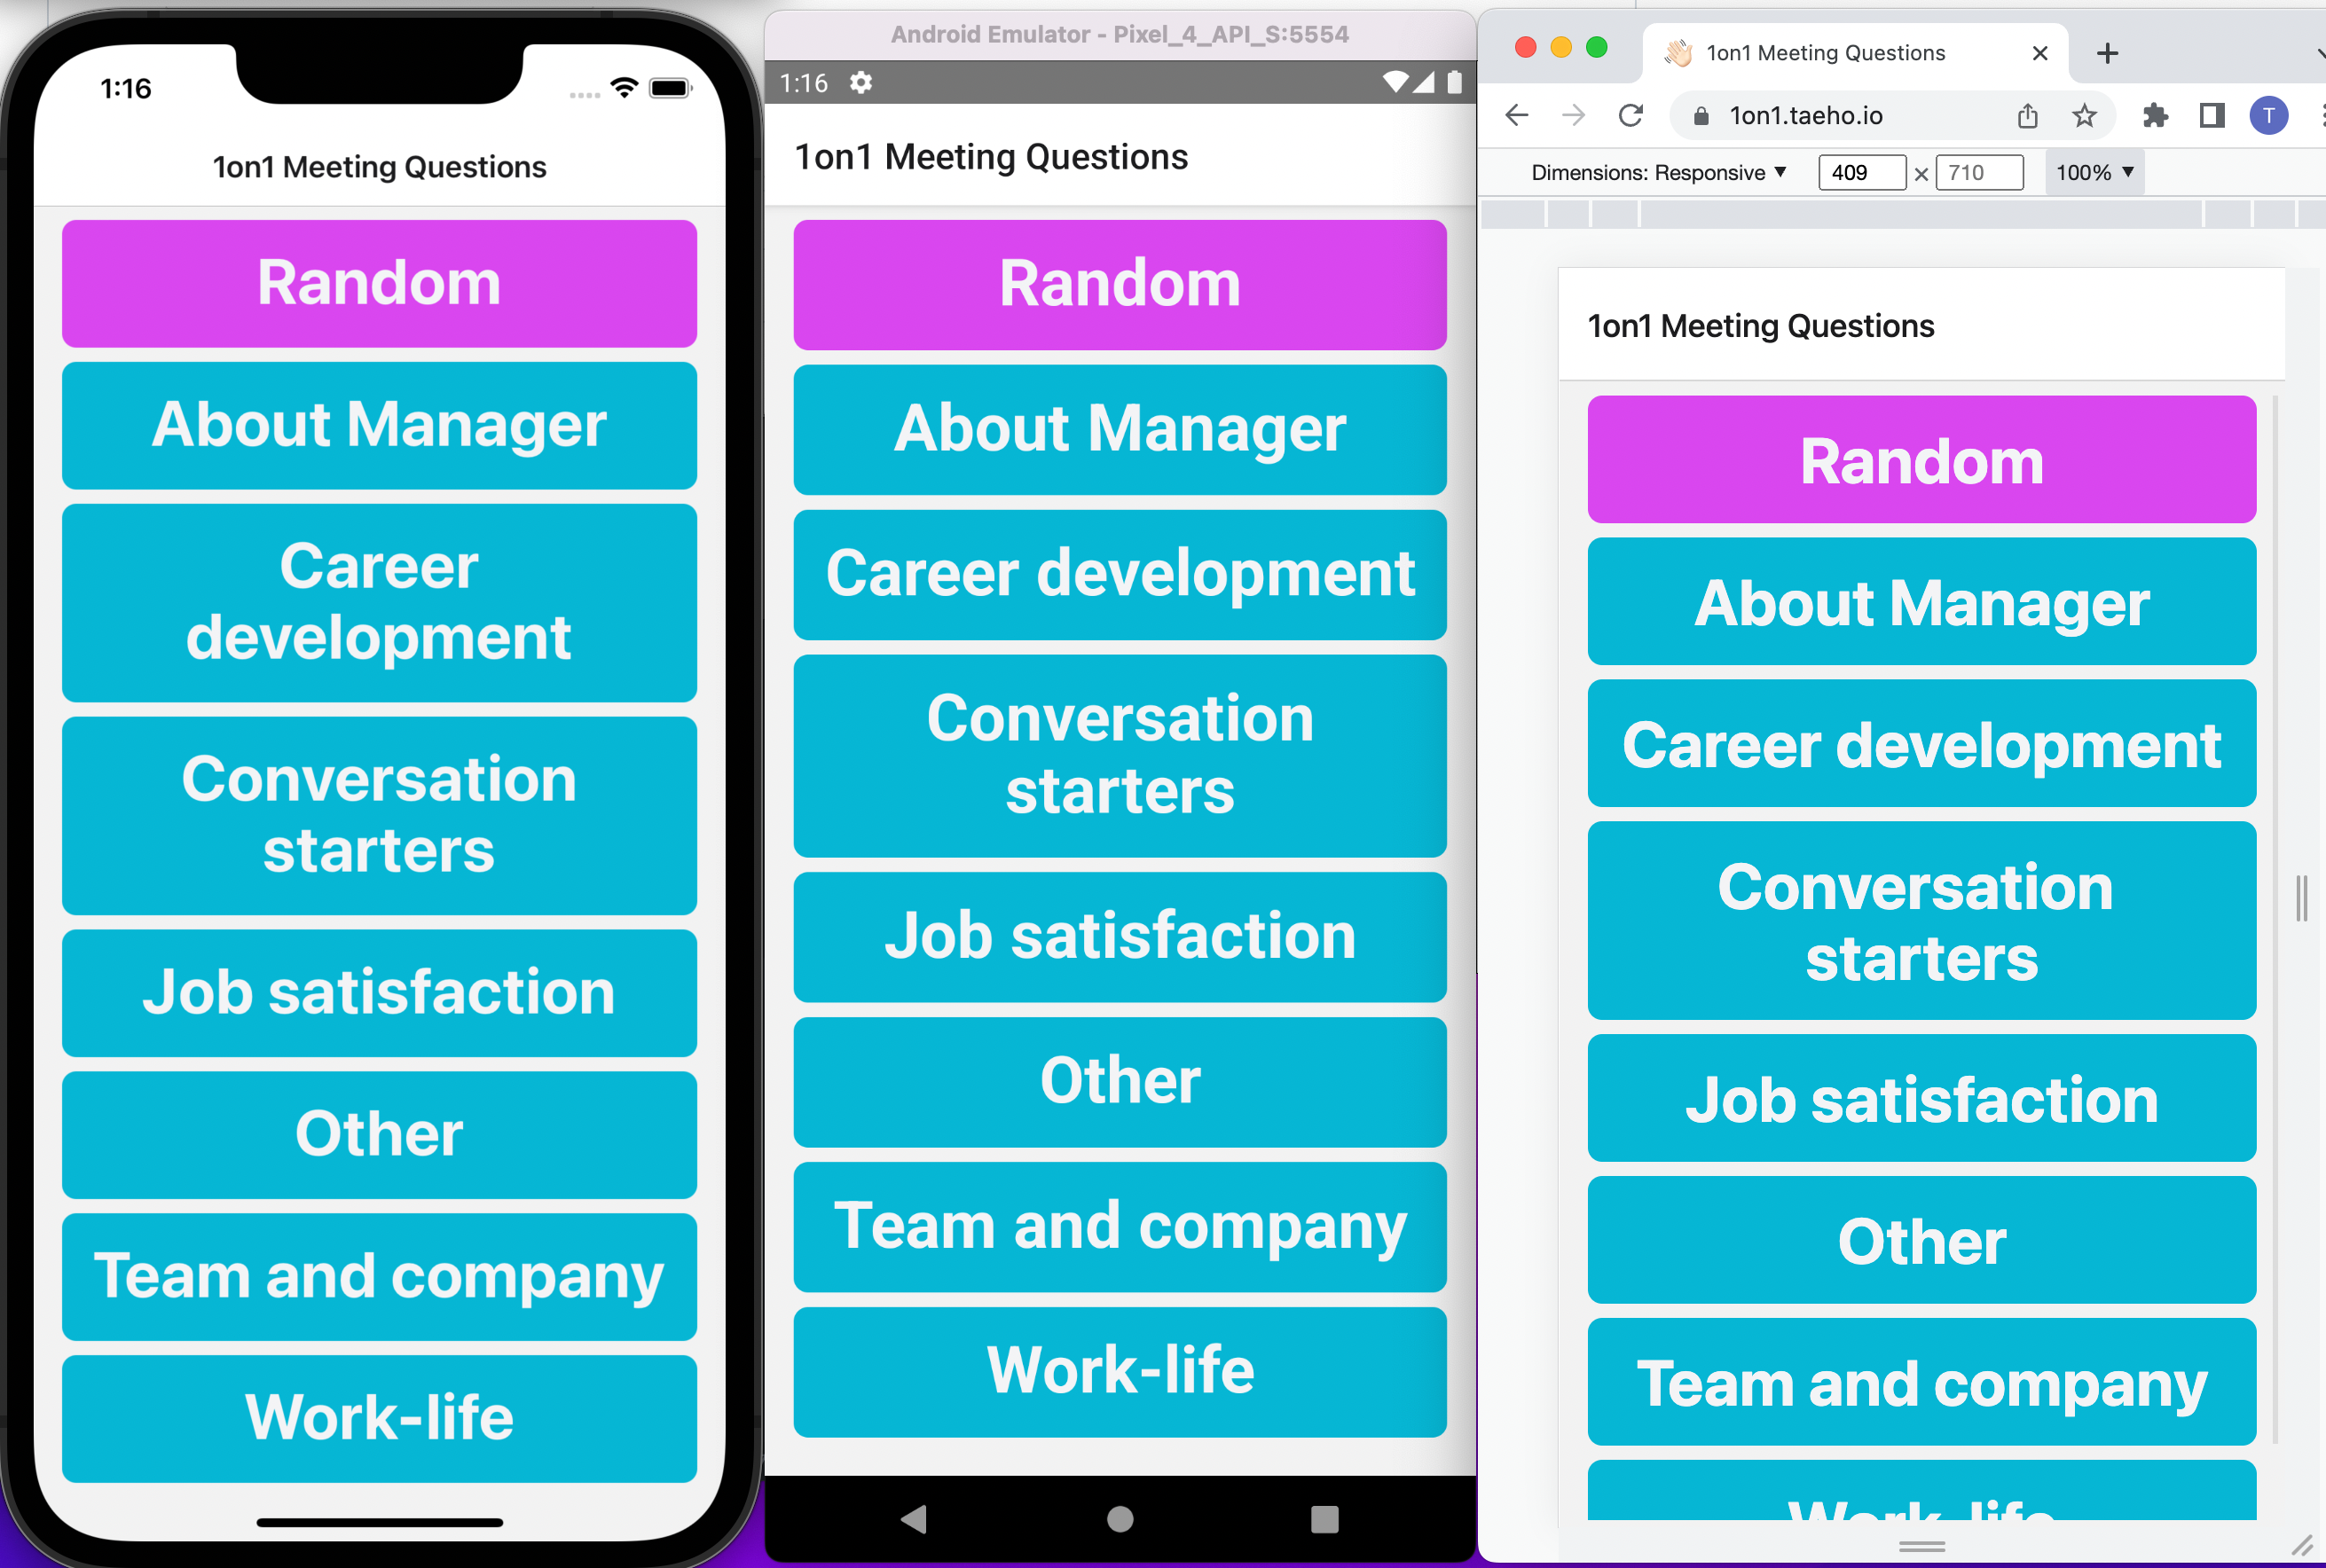 1:16
1on1 Meeting Questions
Random
About Manager
Career
development
Conversation
starters
Job satisfaction
Other
Team and company
Work-life
Android Emulator - Pixel_4_API_S:5554
1:16
1on1 Meeting Questions
Random
About Manager
Career development
Conversation
starters
Job satisfaction
Other
Team and company
Work-life
1on1 Meeting Questions
1on1.taeho.io
T
Dimensions: Responsive
409 × 710
100%
1on1 Meeting Questions
Random
About Manager
Career development
Conversation
starters
Job satisfaction
Other
Team and company
Work-life